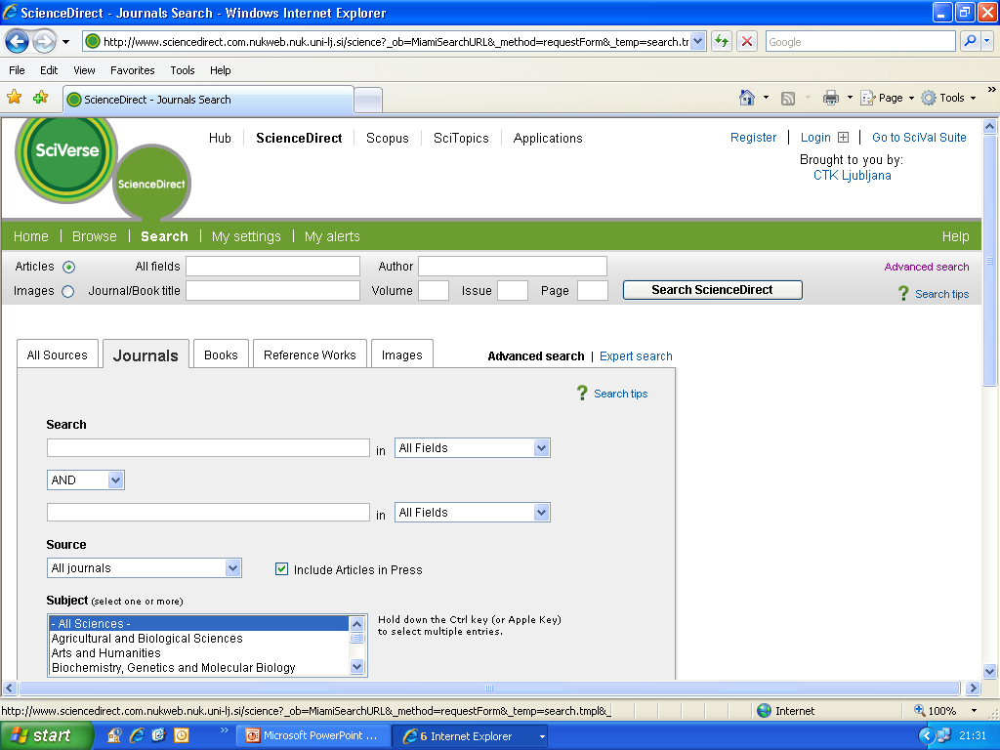 ScienceDirect - Journals Search - Windows Internet Explorer
http://www.sciencedirect.com.nukweb.nuk.uni-lj.si/science?_ob=MiamiSearchURL&_method=requestForm&_temp=search.tr
Google
File Edit View Favorites Tools Help
ScienceDirect - Journals Search
Page Tools »
SciVerse
ScienceDirect
Hub ScienceDirect Scopus SciTopics Applications
Register Login Go to SciVal Suite
Brought to you by:
CTK Ljubljana
Home Browse Search My settings My alerts Help
Articles All fields Author Advanced search
Images Journal/Book title Volume Issue Page Search ScienceDirect ? Search tips
All Sources Journals Books Reference Works Images Advanced search | Expert search
? Search tips
Search
in All Fields
AND
in All Fields
Source
All journals Include Articles in Press
Subject (select one or more)
- All Sciences -
Agricultural and Biological Sciences
Arts and Humanities
Biochemistry, Genetics and Molecular Biology
Hold down the Ctrl key (or Apple Key)
to select multiple entries.
http://www.sciencedirect.com.nukweb.nuk.uni-lj.si/science?_ob=MiamiSearchURL&_method=requestForm&_temp=search.tmpl&_
Internet 100%
start » Microsoft PowerPoint ... 6 Internet Explorer 21:31